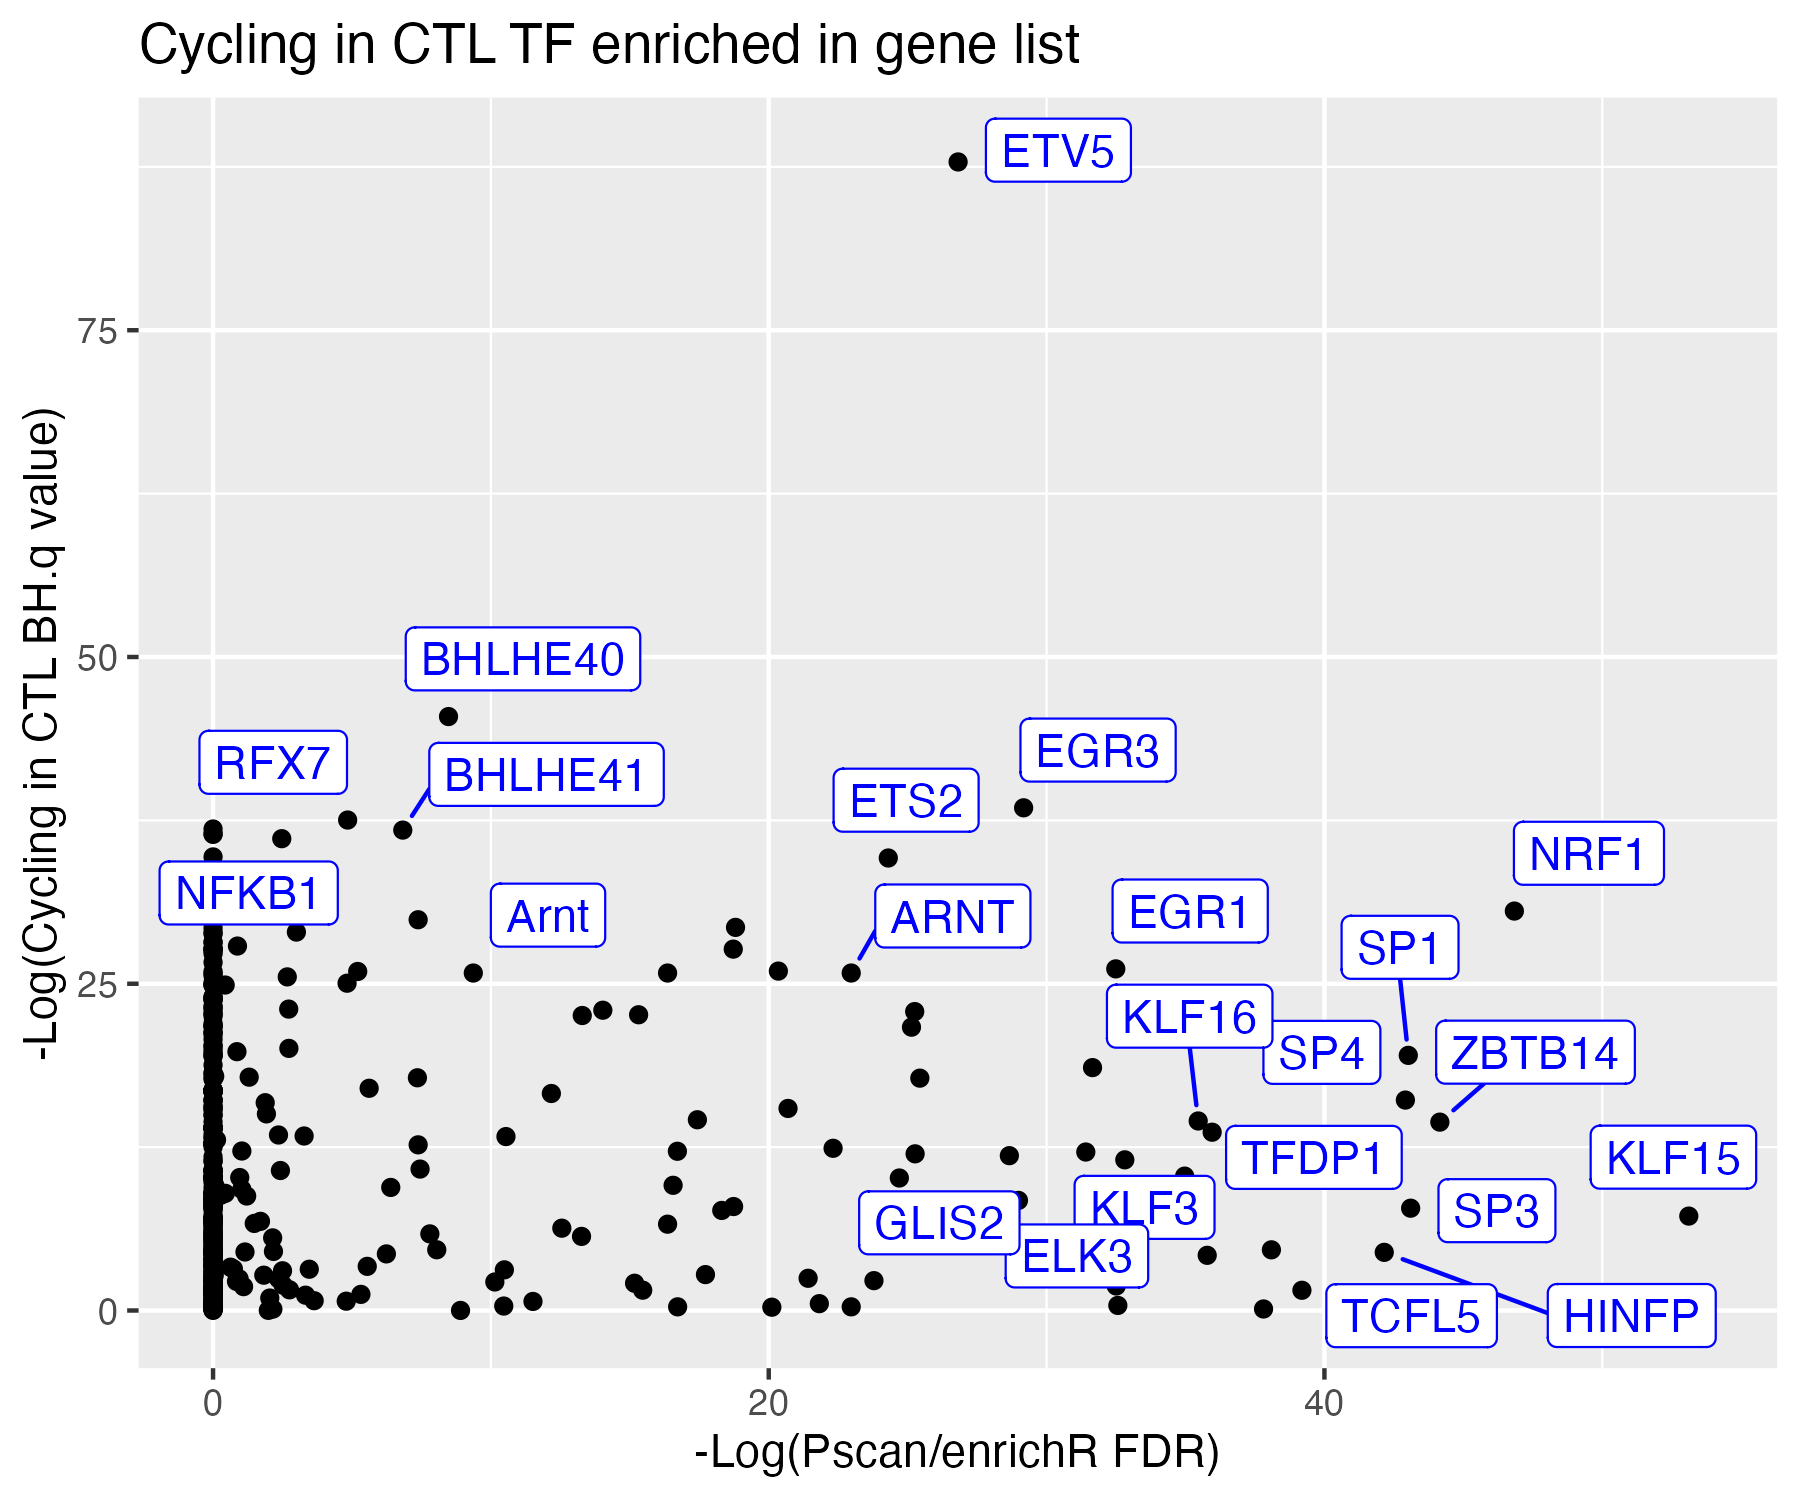 Cycling in CTL TF enriched in gene list
ETV5
75
BHLHE40
50
RFX7
BHLHE41
EGR3
ETS2
NRF1
NFKB1
Arnt
ARNT
EGR1
SP1
25
KLF16
SP4
ZBTB14
TFDP1
KLF15
KLF3
SP3
GLIS2
ELK3
0
TCFL5
HINFP
0
20
40
-Log(Pscan/enrichR FDR)
-Log(Cycling in CTL BH.q value)